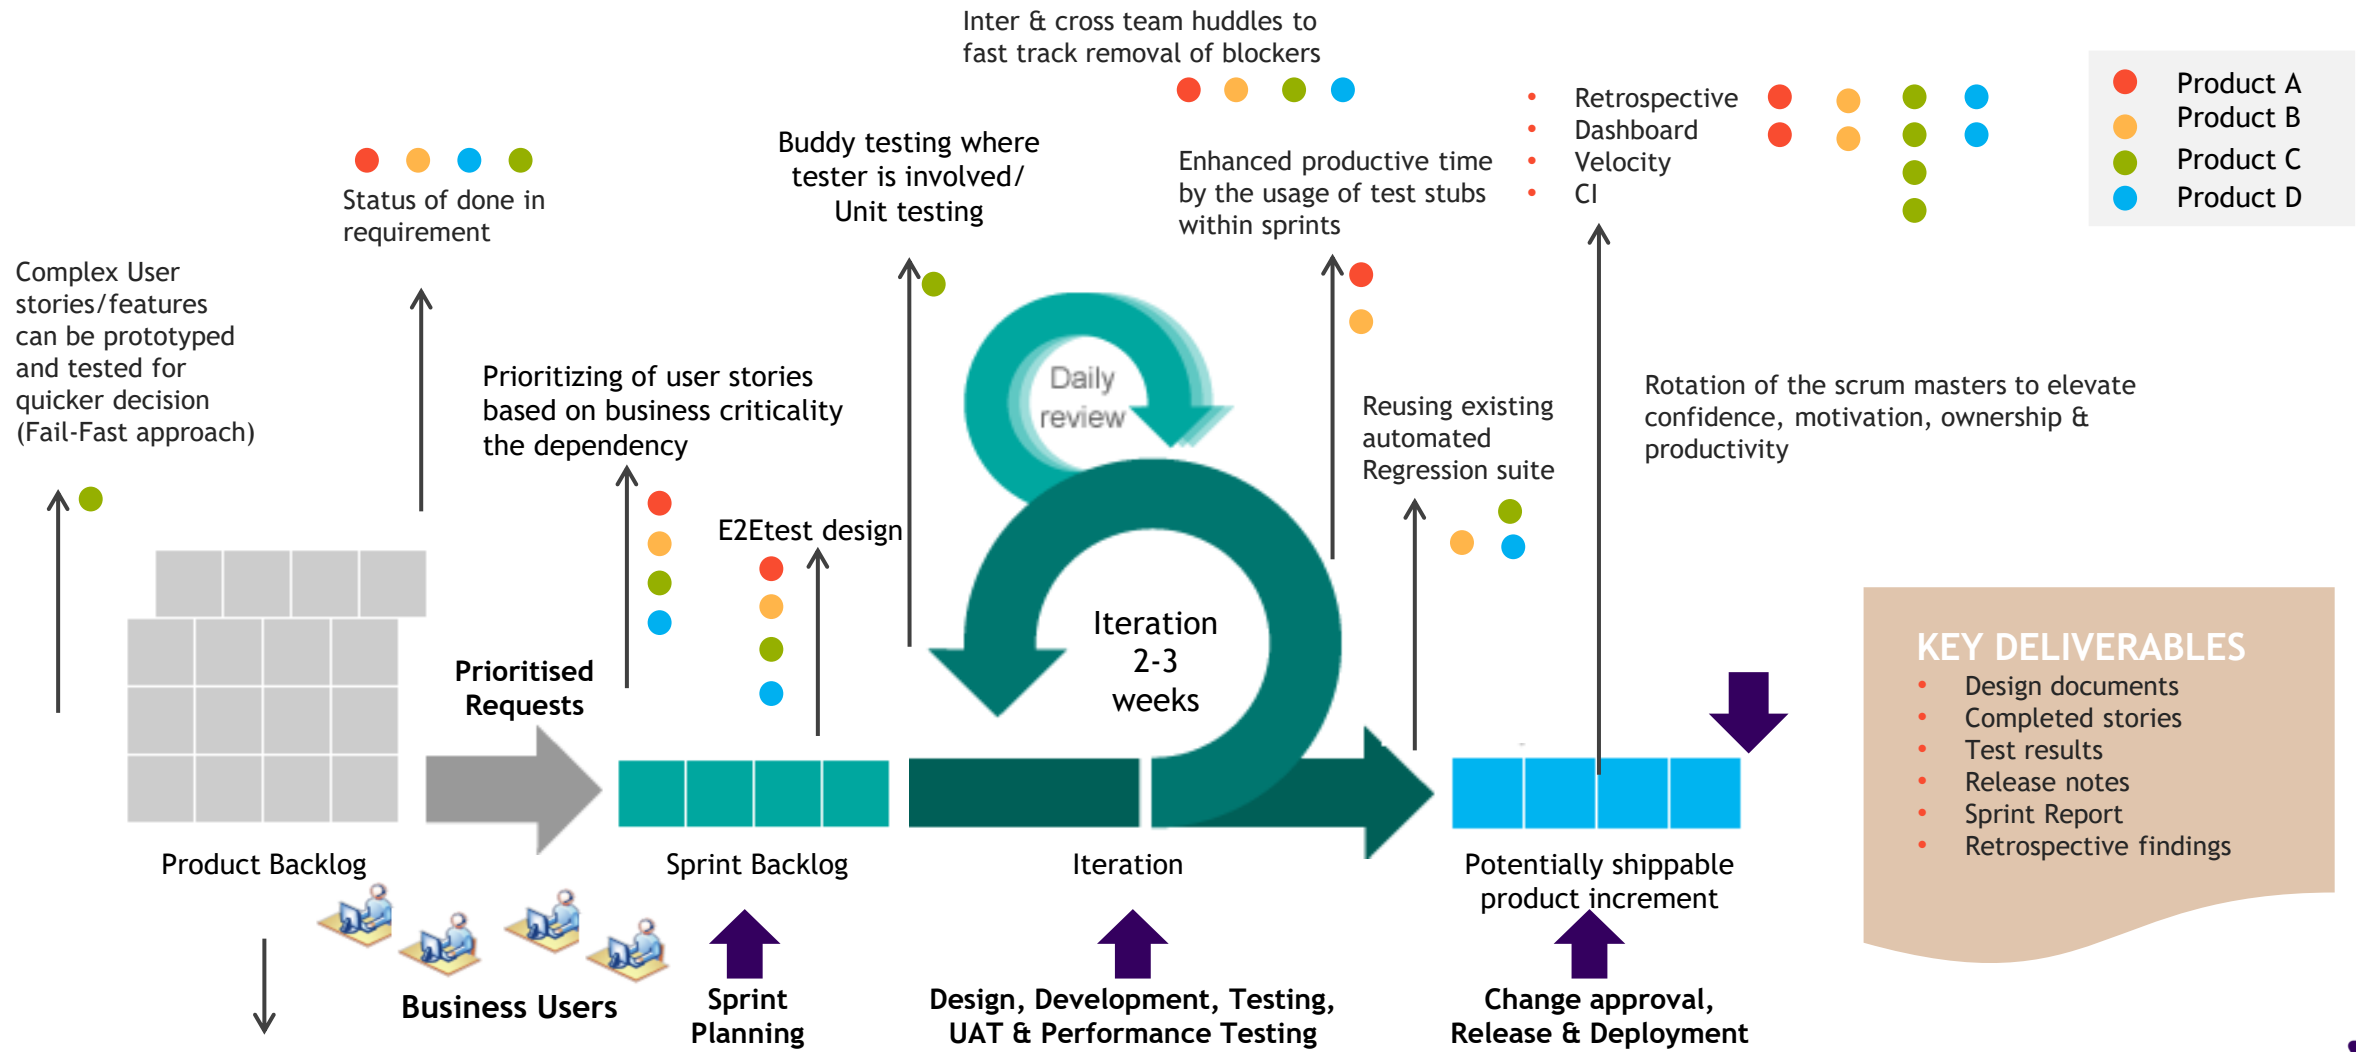 Inter & cross team huddles to
fast track removal of blockers
Product A
Product B
Product C
Product D
Retrospective
Dashboard
Velocity
CI
Buddy testing where
tester is involved/
Unit testing
Enhanced productive time
by the usage of test stubs
within sprints
Status of done in
requirement
Complex User
stories/features
can be prototyped
and tested for
quicker decision
(Fail-Fast approach)
Prioritizing of user stories
based on business criticality
the dependency
Daily
review
Reusing existing
automated
Regression suite
Rotation of the scrum masters to elevate
confidence, motivation, ownership &
productivity
E2Etest design
Iteration
2-3
weeks
Prioritised
Requests
KEY DELIVERABLES
Design documents
Completed stories
Test results
Release notes
Sprint Report
Retrospective findings
Product Backlog
Sprint Backlog
Iteration
Potentially shippable
product increment
Business Users
Sprint
Planning
Design, Development, Testing,
UAT & Performance Testing
Change approval,
Release & Deployment